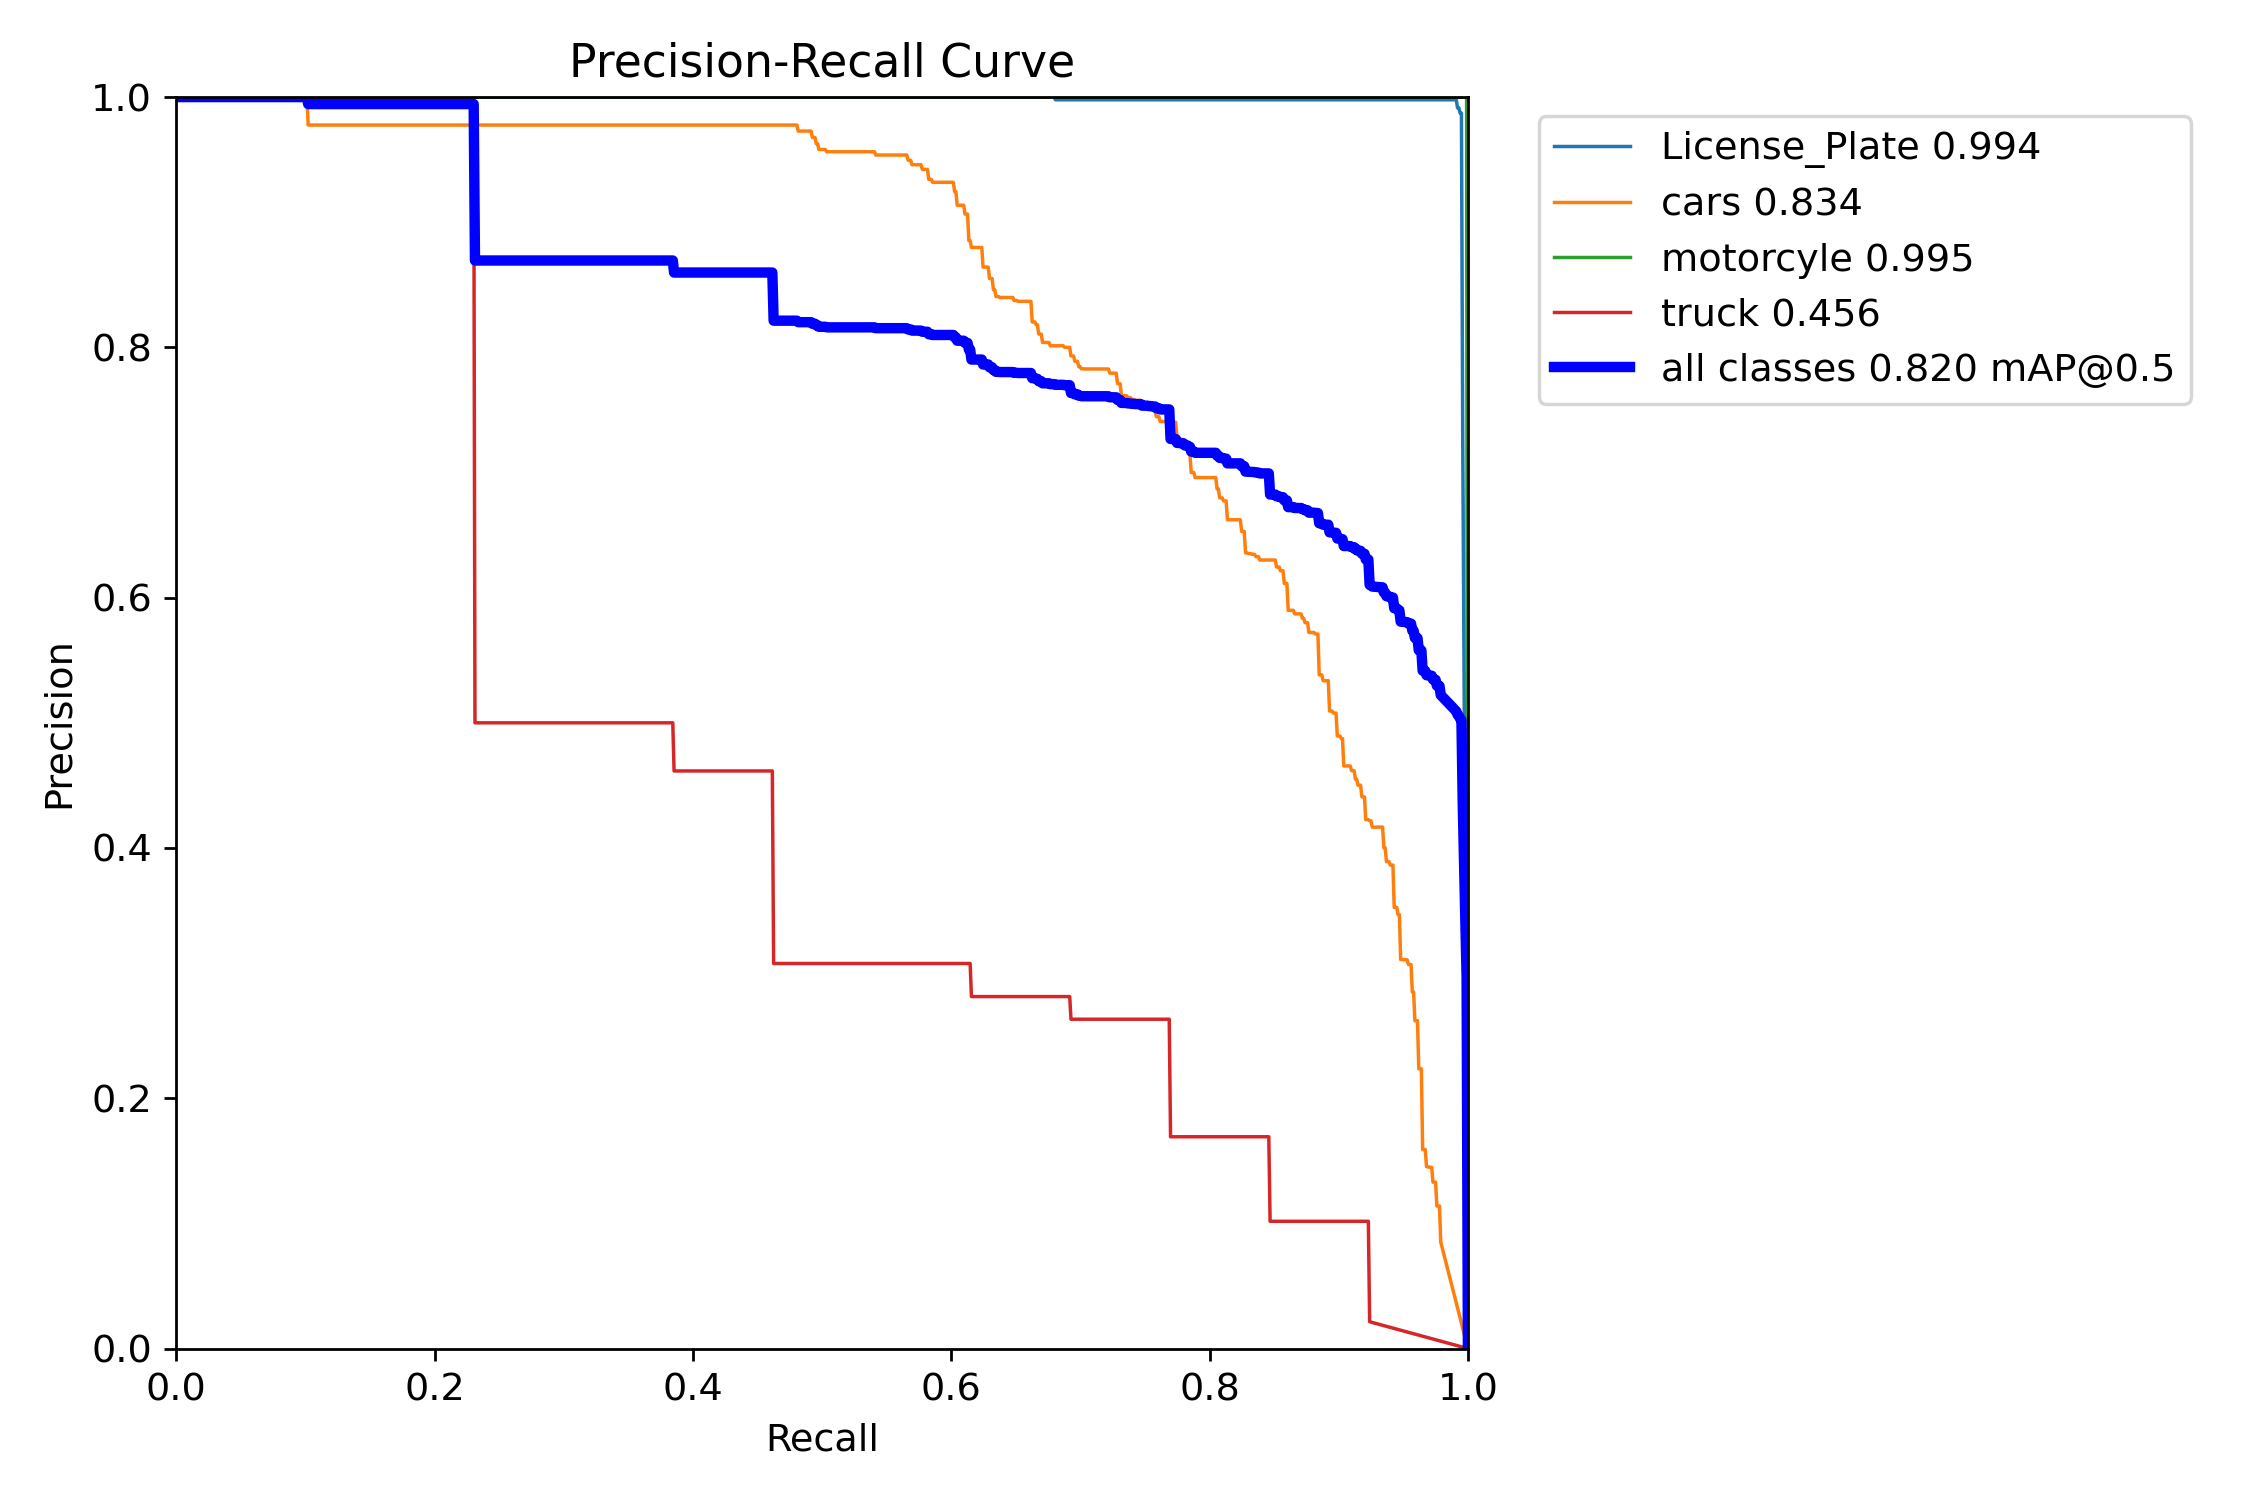 Precision-Recall Curve
1.0
0.8
0.6
0.4
0.2
0.0
Precision
0.0 0.2 0.4 0.6 0.8 1.0
Recall
License_Plate 0.994
cars 0.834
motorcyle 0.995
truck 0.456
all classes 0.820 mAP@0.5